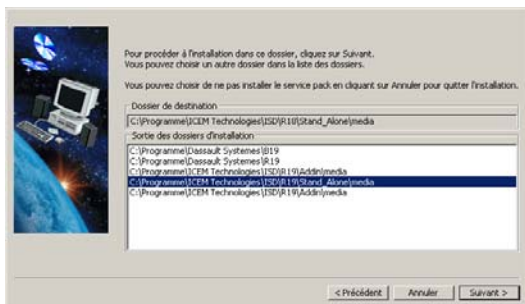 Pour procéder à l'installation dans ce dossier, cliquez sur Suivant.
Vous pouvez choisir un autre dossier dans la liste des dossiers.
Vous pouvez choisir de ne pas installer le service pack en cliquant sur Annuler pour quitter l'installation.
Dossier de destination
C:\Programme\ICEM Technologies\ISD\R18\Stand_Alone\media
Sortie des dossiers d'installation
C:\Programme\Dassault Systemes\B19
C:\Programme\Dassault Systemes\R19
C:\Programme\ICEM Technologies\ISD\R19\Addin\media
C:\Programme\ICEM Technologies\ISD\R19\Stand_Alone\media
C:\Programme\ICEM Technologies\ISD\R19\Addin\media
< Précédent
Annuler
Suivant >